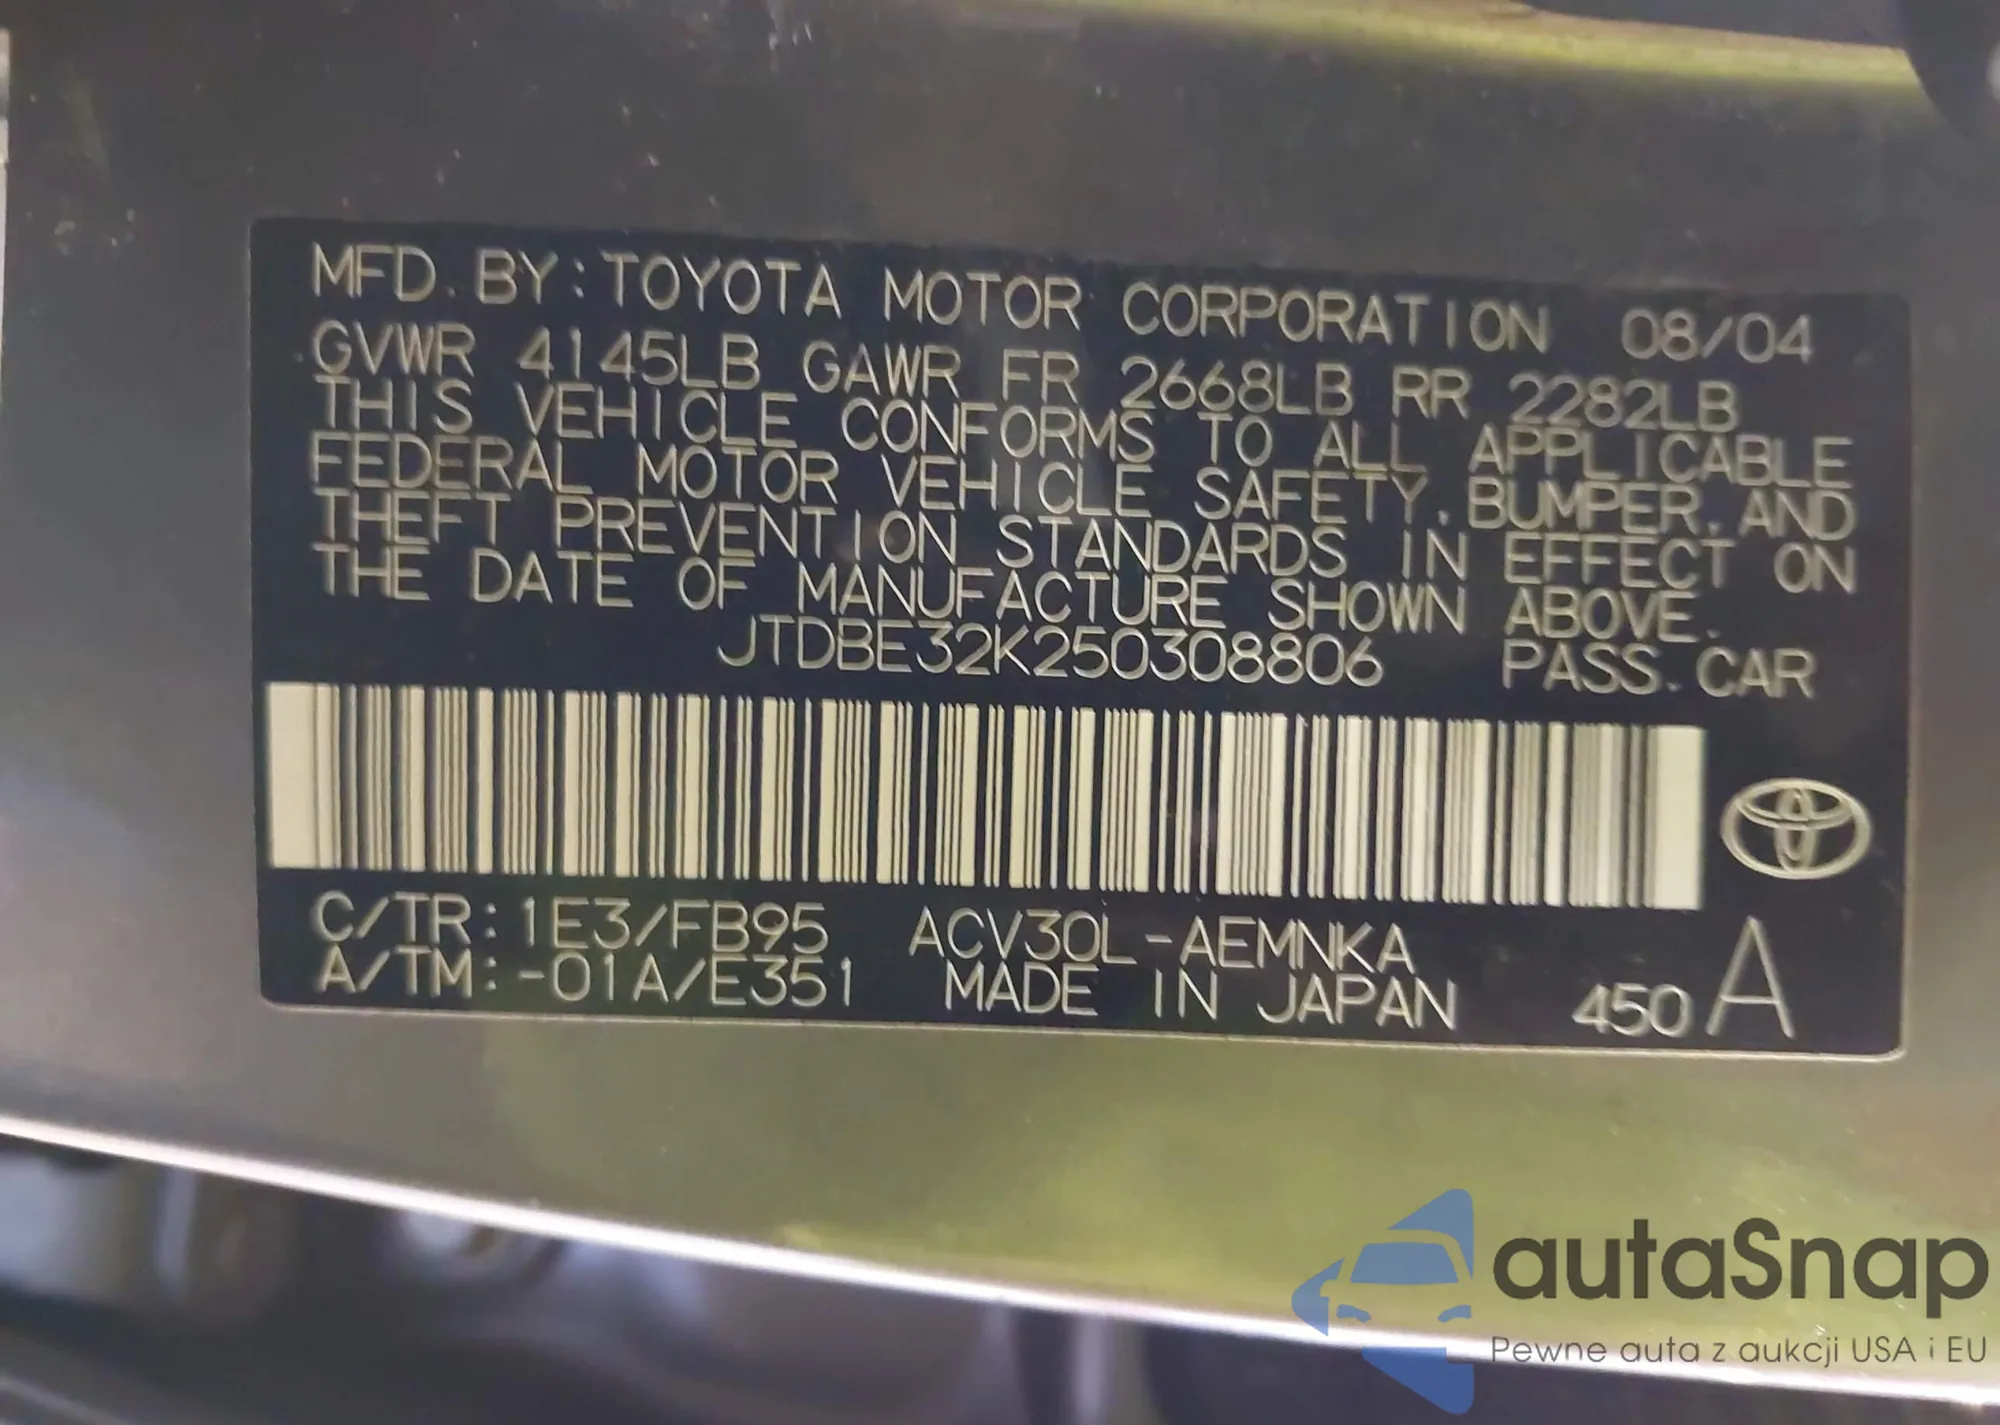 MFD. BY: TOYOTA MOTOR CORPORATION 08/04
GVWR 4145LB GAWR FR 2668LB RR 2282LB
THIS VEHICLE CONFORMS TO ALL APPLICABLE
FEDERAL MOTOR VEHICLE SAFETY, BUMPER, AND
THEFT PREVENTION STANDARDS IN EFFECT ON
THE DATE OF MANUFACTURE SHOWN ABOVE.
JTDBE32K250308806 PASS. CAR
C/TR: 1E3/FB95 ACV30L-AEMNKA
A/TM: -01A/E351 MADE IN JAPAN 450 A
autaSnap
Pewne auta z aukcji USA i EU